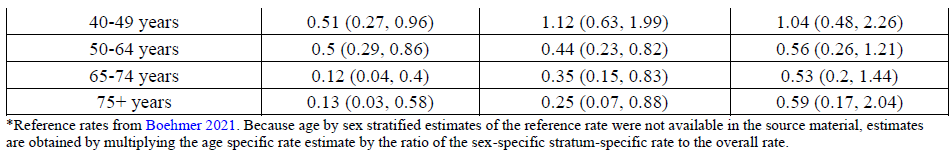 40-49 years 0.51 (0.27, 0.96) 1.12 (0.63, 1.99) 1.04 (0.48, 2.26)
50-64 years 0.5 (0.29, 0.86) 0.44 (0.23, 0.82) 0.56 (0.26, 1.21)
65-74 years 0.12 (0.04, 0.4) 0.35 (0.15, 0.83) 0.53 (0.2, 1.44)
75+ years 0.13 (0.03, 0.58) 0.25 (0.07, 0.88) 0.59 (0.17, 2.04)
*Reference rates from Boehmer 2021. Because age by sex stratified estimates of the reference rate were not available in the source material, estimates
are obtained by multiplying the age specific rate estimate by the ratio of the sex-specific stratum-specific rate to the overall rate.